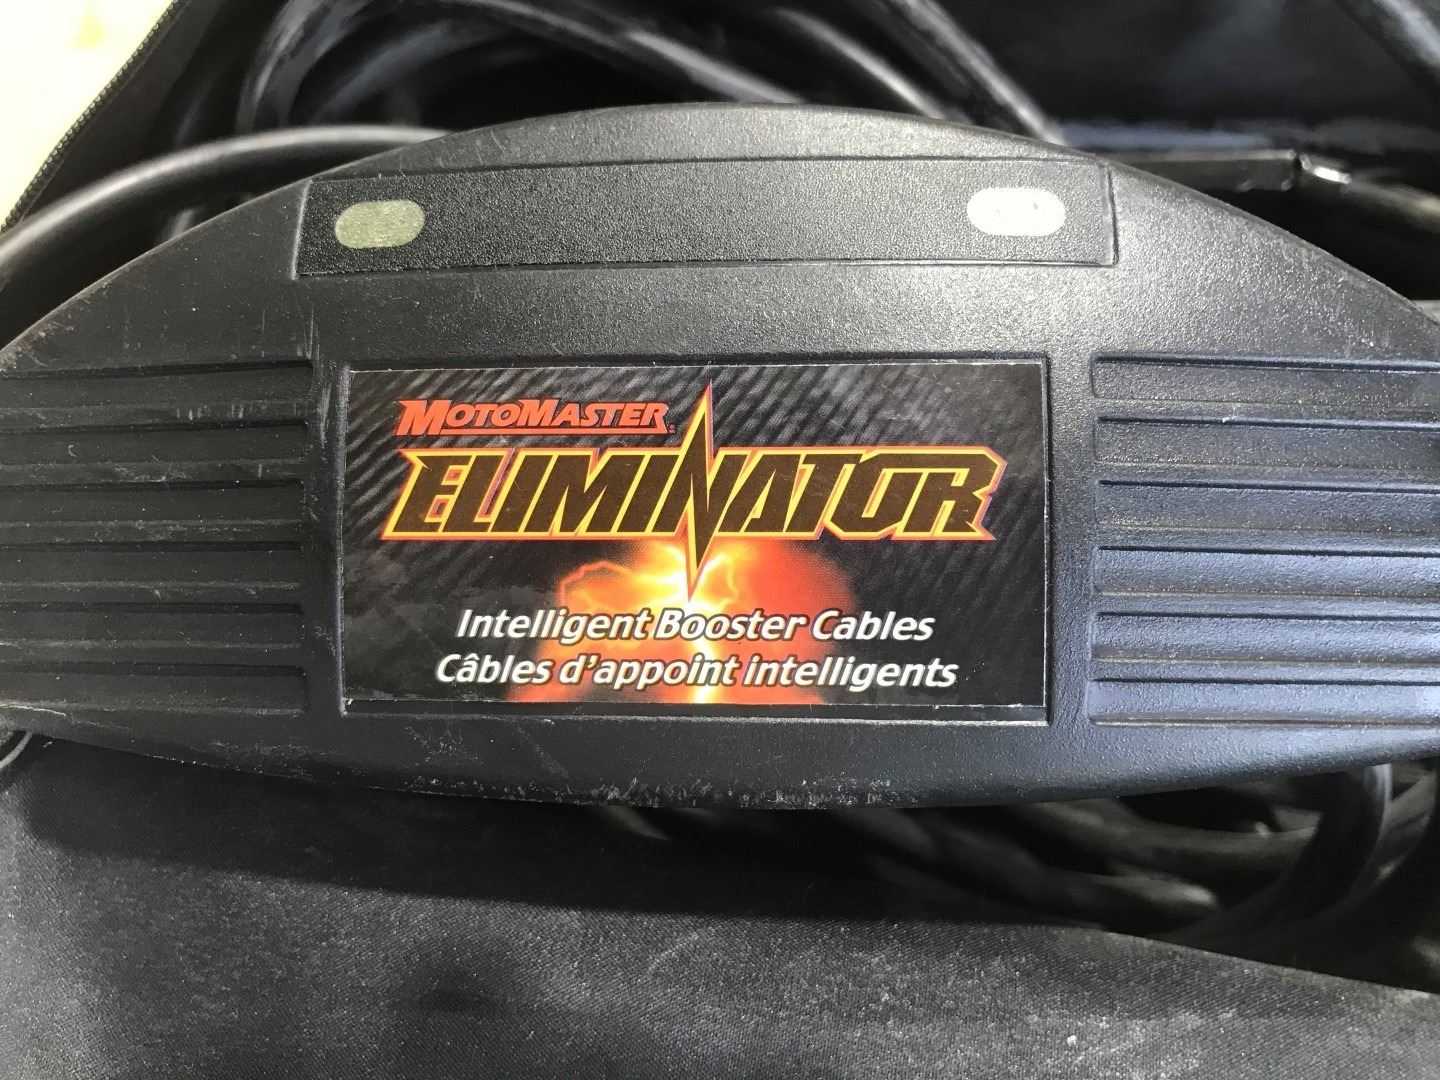 MOTOMASTER®
ELIMINATOR
Intelligent Booster Cables
Câbles d'appoint intelligents